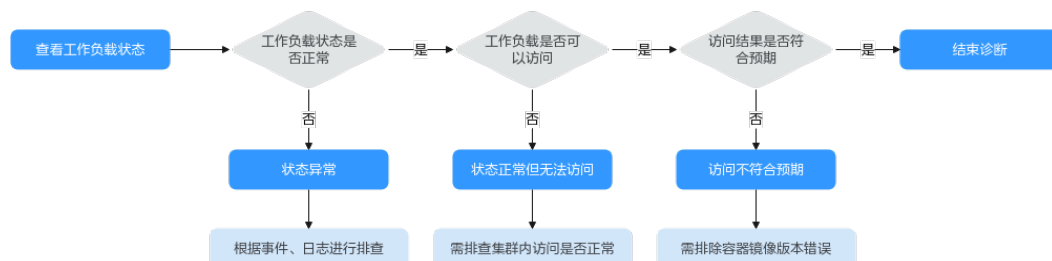 查看工作负载状态
工作负载状态是
否正常
是
工作负载是否可
以访问
是
访问结果是否符
合预期
是
结束诊断
否
否
否
状态异常
状态正常但无法访问
访问不符合预期
根据事件、日志进行排查
需排查集群内访问是否正常
需排除容器镜像版本错误